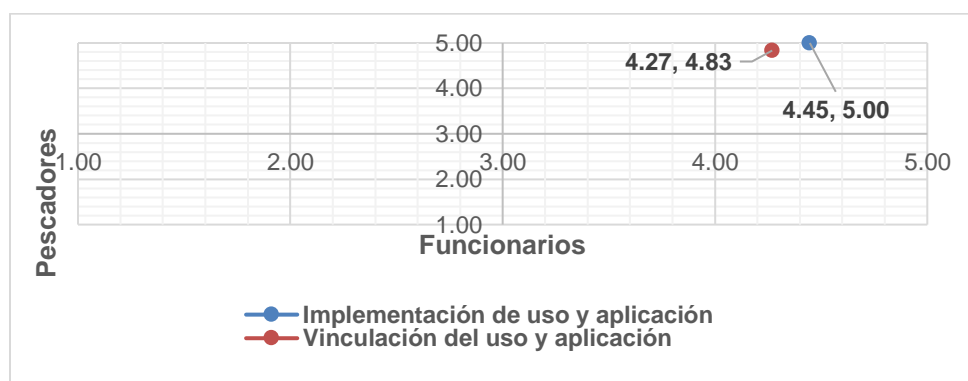 5.00
4.27, 4.83
4.00
4.45, 5.00
3.00
1.00 2.00 3.00 4.00 5.00
2.00
1.00
Pescadores
Funcionarios
Implementación de uso y aplicación
Vinculación del uso y aplicación